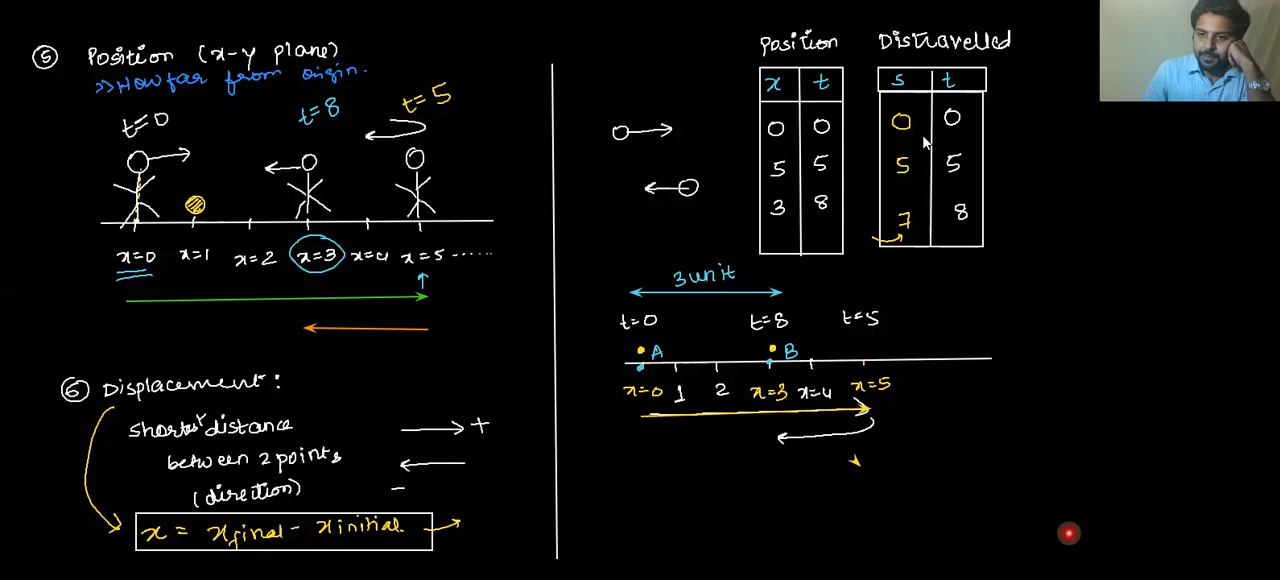 ⑤ Position (x-y plane)
>>How far from origin.
t=0
t=8
t=5
x=0 x=1 x=2 x=3 x=4 x=5 ......
⑥ Displacement:
shortest distance
between 2 points
(direction)
+
-
x = xfinal - xinitial
Position
x t
0 0
5 5
3 8
Distravelled
s t
0 0
5 5
7 8
3 unit
t=0 t=8 t=5
A B
x=0 1 2 x=3 x=4 x=5